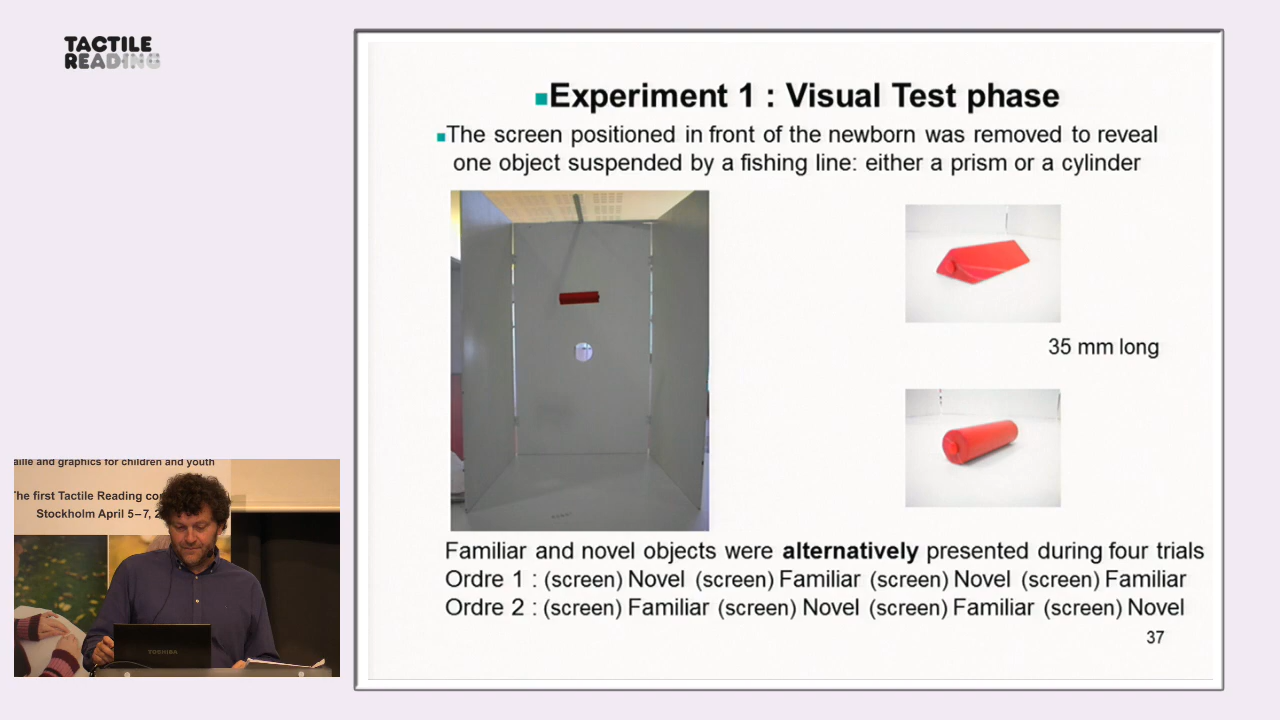 TACTILE
READING
Experiment 1 : Visual Test phase
The screen positioned in front of the newborn was removed to reveal
one object suspended by a fishing line: either a prism or a cylinder
35 mm long
Familiar and novel objects were alternatively presented during four trials
Ordre 1 : (screen) Novel (screen) Familiar (screen) Novel (screen) Familiar
Ordre 2 : (screen) Familiar (screen) Novel (screen) Familiar (screen) Novel
37
and graphics for children and youth
The first Tactile Reading
Stockholm April 5–7,
TOSHIBA